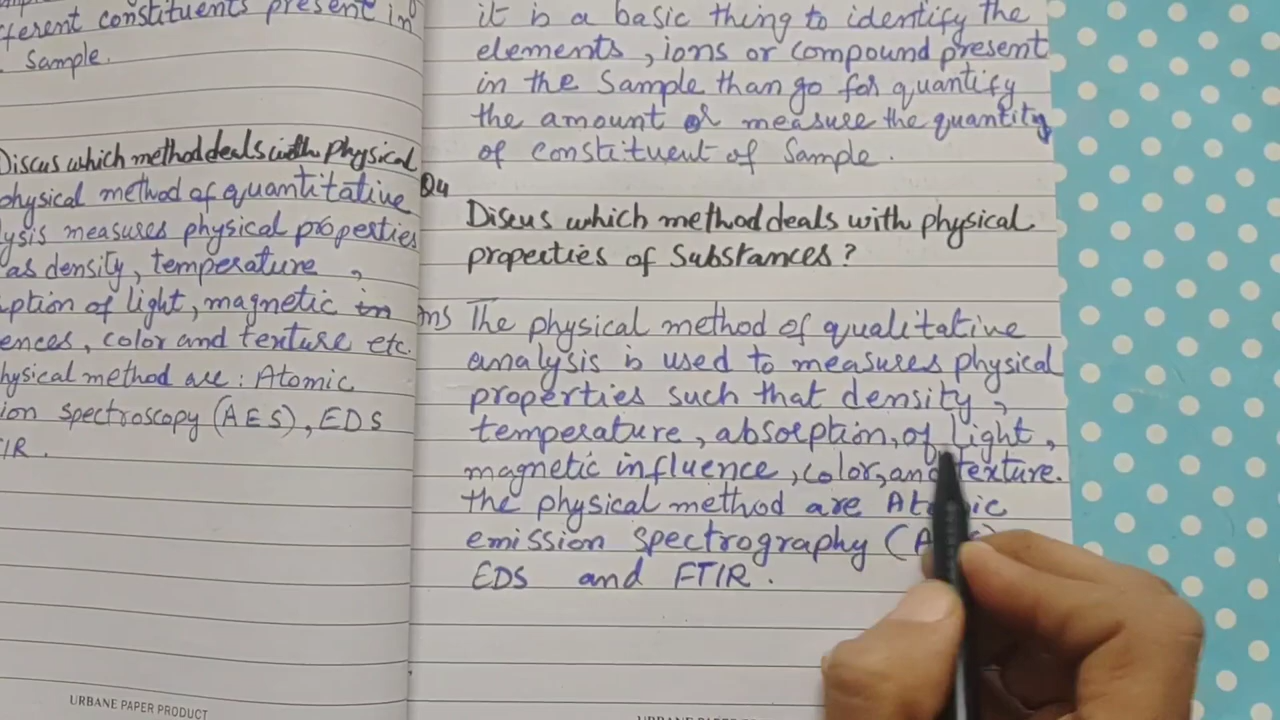 ferent constituents present in
Sample.
Discus which method deals with physical
physical method of quantitative
lysis measures physical properties
as density, temperature ,
ption of light, magnetic in
ences, color and texture etc.
hysical method are: Atomic
ion spectroscopy (AES), EDS
TIR.
URBANE PAPER PRODUCT
it is a basic thing to identify the
elements, ions or compound present
in the Sample than go for quantify
the amount or measure the quantity
of constituent of Sample.
Q4
Discus which method deals with physical
properties of Substances?
ns The physical method of qualitative
analysis is used to measures physical
properties such that density,
temperature, absorption, of light,
magnetic influence, color, and texture.
the physical method are
emission spectrography
EDS and FTIR.